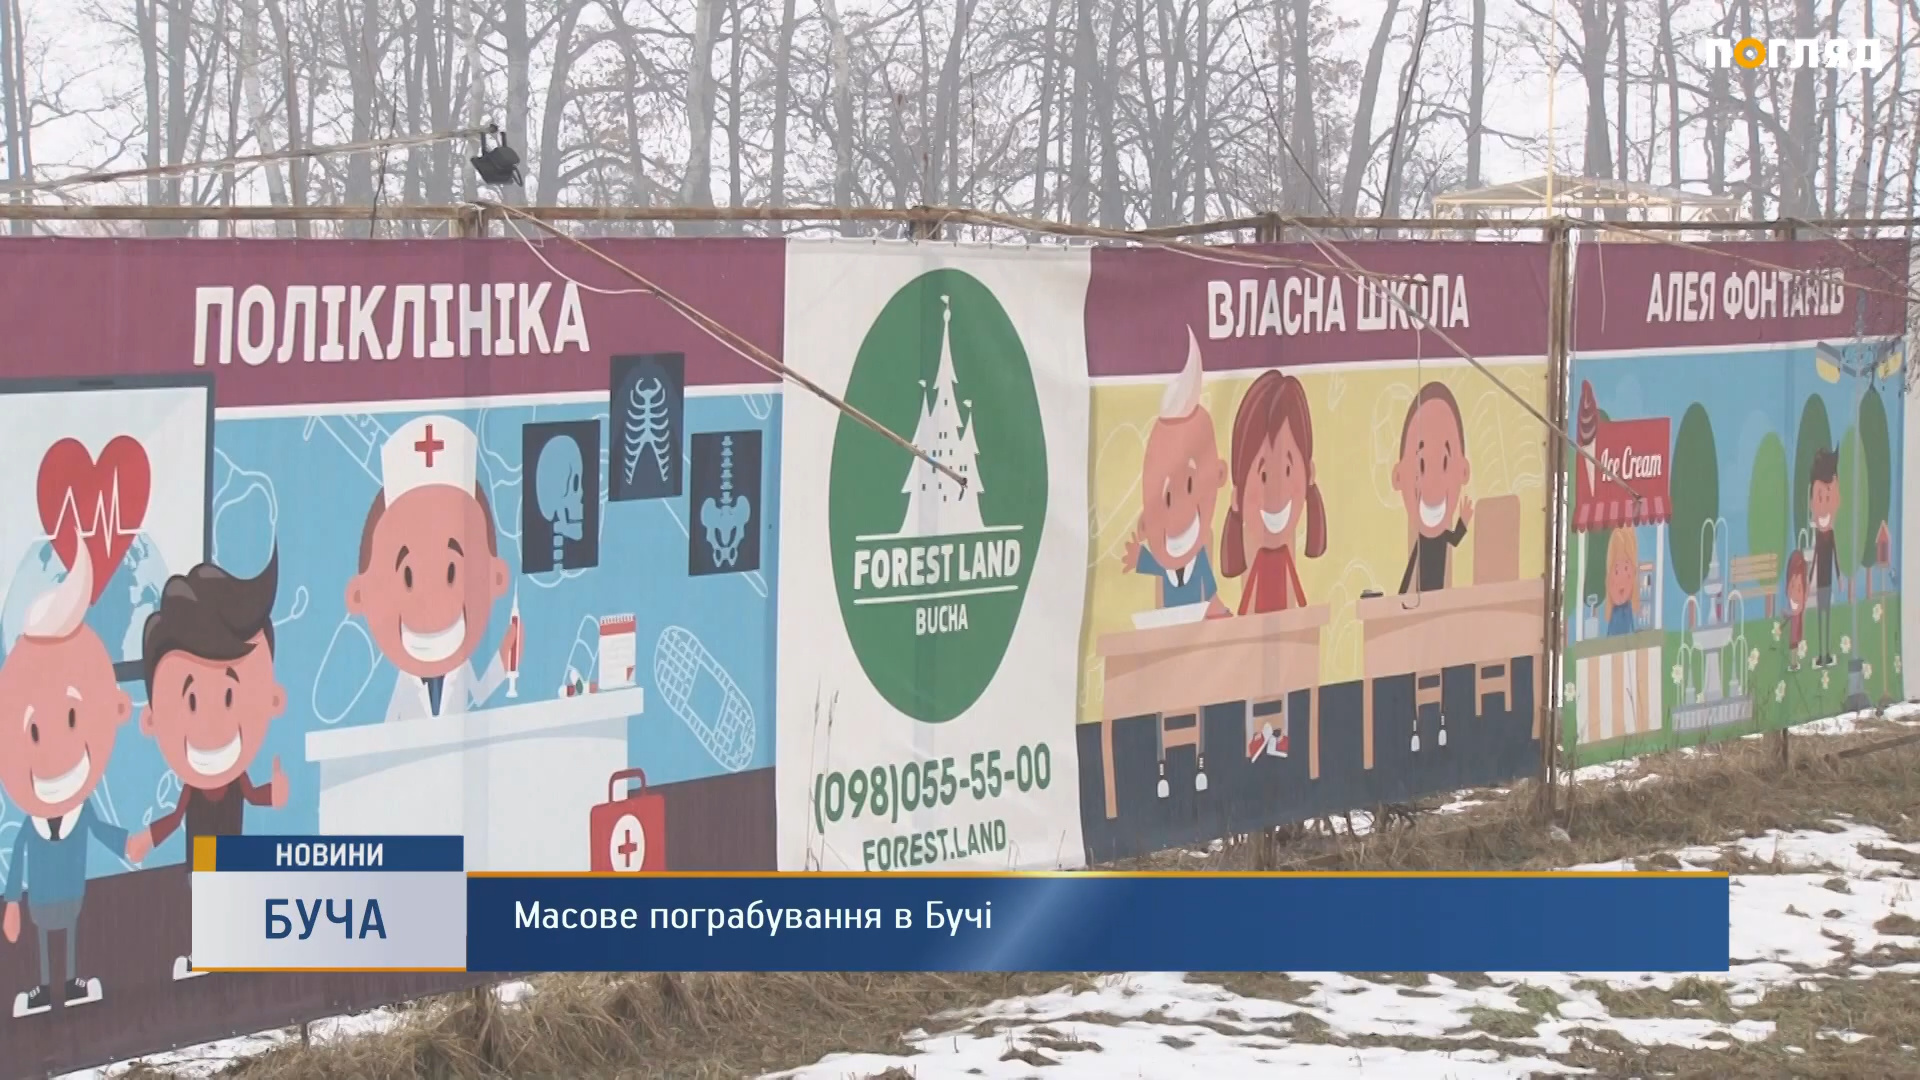 погляд
ПОЛІКЛІНІКА
FOREST LAND
BUCHA
(098)055-55-00
FOREST.LAND
ВЛАСНА ШКОЛА
АЛЕЯ ФОНТАНІВ
Ice Cream
НОВИНИ
БУЧА
Масове пограбування в Бучі